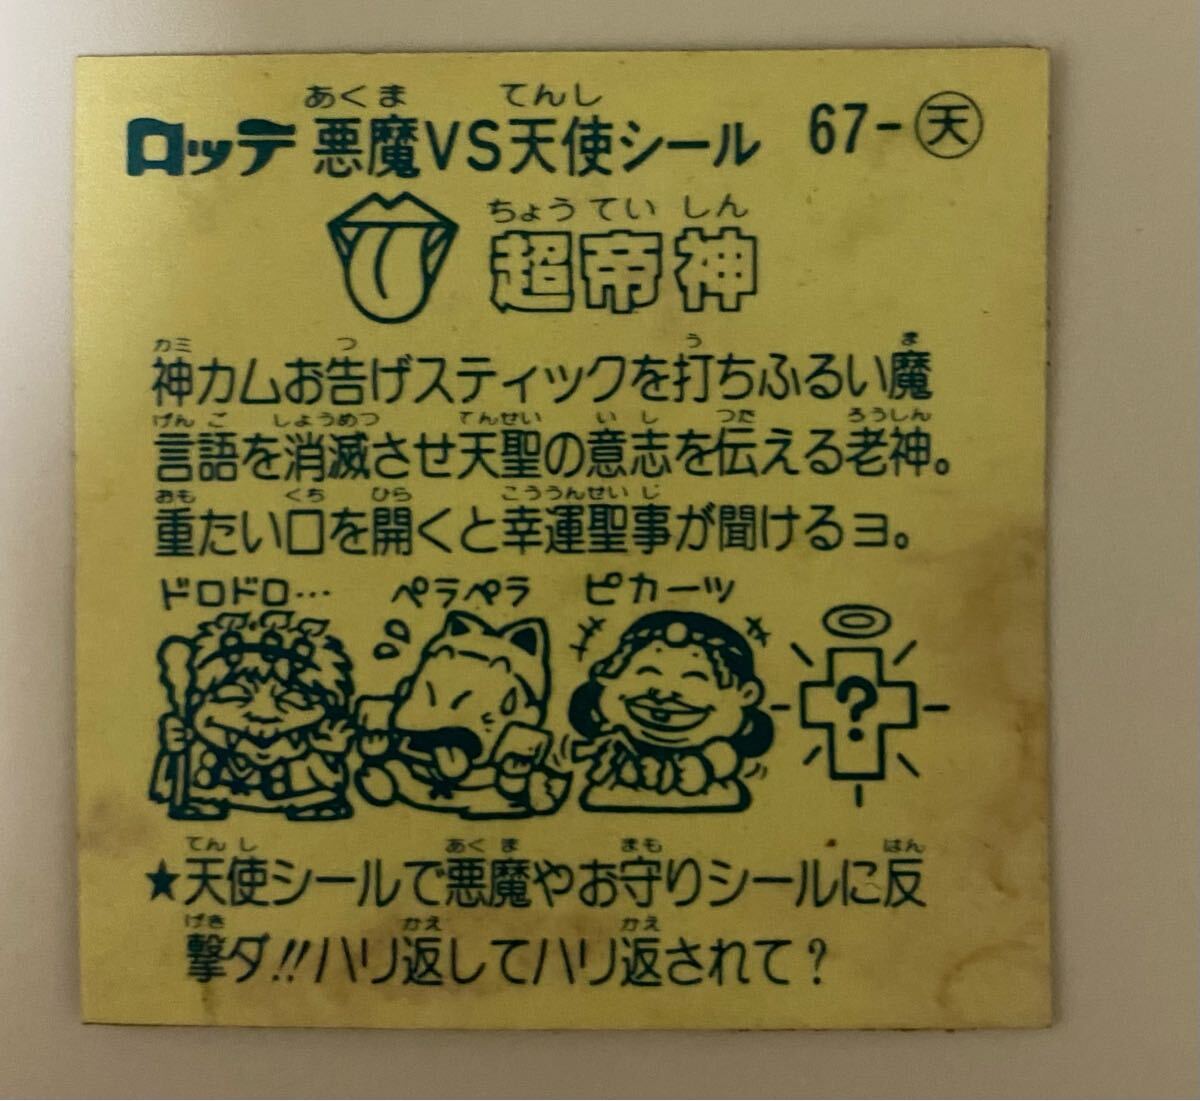 あくま てんし
ロッテ 悪魔VS天使シール 67-天
ちょうていしん
超帝神
カミ つ う ま
神カムお告げスティックを打ちふるい魔
げんご しょうめつ てんせい いし つた ろうしん
言語を消滅させ天聖の意志を伝える老神。
おも くち ひら こううんせいじ
重たい口を開くと幸運聖事が聞けるヨ。
ドロドロ… ペラペラ ピカーッ
?
てんし あくま まも はん
★天使シールで悪魔やお守りシールに反
げき かえ かえ
撃ダ!!ハリ返してハリ返されて?